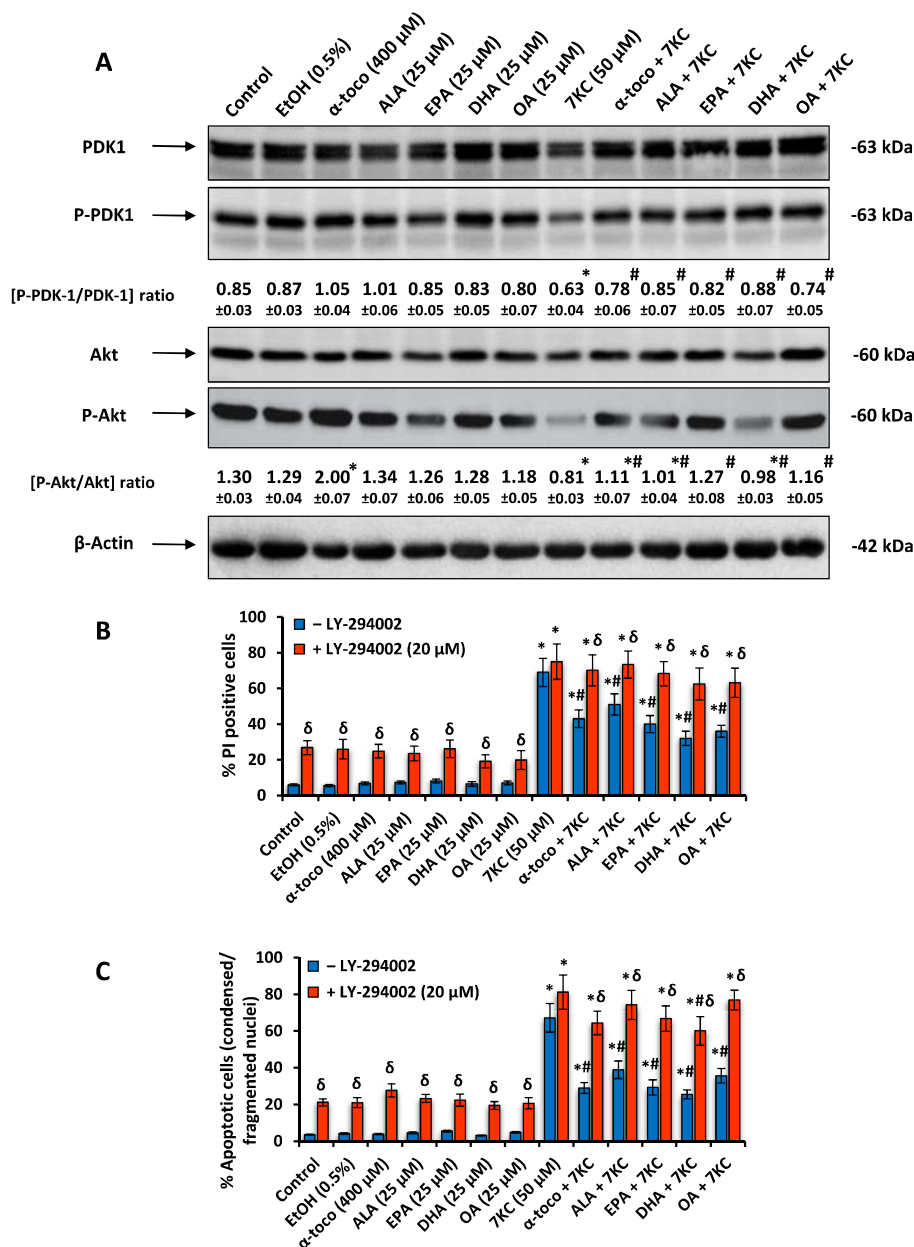 A
Control
EtOH (0.5%)
α-toco (400 µM)
ALA (25 µM)
EPA (25 µM)
DHA (25 µM)
OA (25 µM)
7KC (50 µM)
α-toco + 7KC
ALA + 7KC
EPA + 7KC
DHA + 7KC
OA + 7KC
PDK1 -63 kDa
P-PDK1 -63 kDa
[P-PDK-1/PDK-1] ratio 0.85 0.87 1.05 1.01 0.85 0.83 0.80 0.63* 0.78# 0.85# 0.82# 0.88# 0.74#
±0.03 ±0.03 ±0.04 ±0.06 ±0.05 ±0.05 ±0.07 ±0.04 ±0.06 ±0.07 ±0.05 ±0.07 ±0.05
Akt -60 kDa
P-Akt -60 kDa
[P-Akt/Akt] ratio 1.30 1.29 2.00* 1.34 1.26 1.28 1.18 0.81* 1.11*# 1.01*# 1.27# 0.98*# 1.16#
±0.03 ±0.04 ±0.07 ±0.07 ±0.06 ±0.05 ±0.05 ±0.03 ±0.07 ±0.04 ±0.08 ±0.03 ±0.05
β-Actin -42 kDa
B
% PI positive cells
100
80
60
40
20
0
– LY-294002
+ LY-294002 (20 µM)
δ δ δ δ δ δ δ * * *# *δ *# *δ *# *δ *# *δ *# *δ
Control
EtOH (0.5%)
α-toco (400 µM)
ALA (25 µM)
EPA (25 µM)
DHA (25 µM)
OA (25 µM)
7KC (50 µM)
α-toco + 7KC
ALA + 7KC
EPA + 7KC
DHA + 7KC
OA + 7KC
C
% Apoptotic cells (condensed/
fragmented nuclei)
100
80
60
40
20
0
– LY-294002
+ LY-294002 (20 µM)
δ δ δ δ δ δ δ * * *# *δ *# *δ *# *δ *# *#δ *# *δ
Control
EtOH (0.5%)
α-toco (400 µM)
ALA (25 µM)
EPA (25 µM)
DHA (25 µM)
OA (25 µM)
7KC (50 µM)
α-toco + 7KC
ALA + 7KC
EPA + 7KC
DHA + 7KC
OA + 7KC